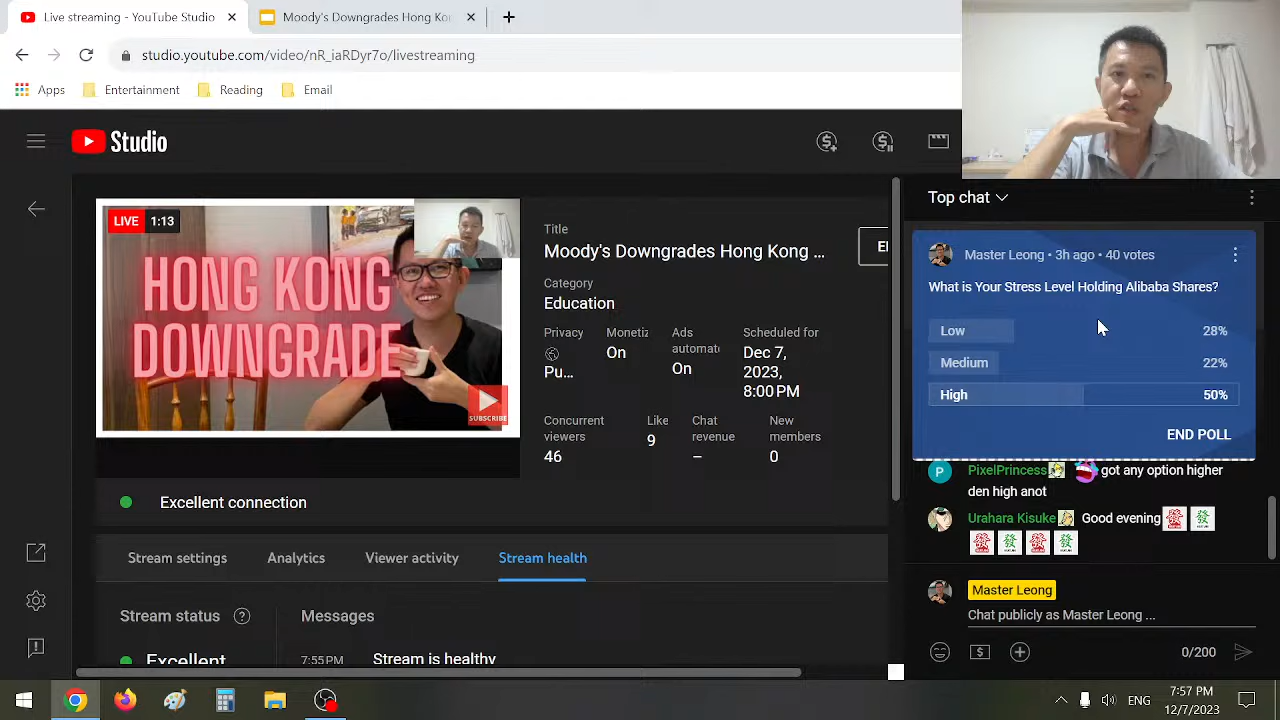 Live streaming - YouTube Studio
Moody's Downgrades Hong Ko
studio.youtube.com/video/nR_iaRDyr7o/livestreaming
Apps
Entertainment
Reading
Email
Studio
LIVE 1:13
HONG KONG
DOWNGRADE
SUBSCRIBE
Title
Moody's Downgrades Hong Kong ...
Category
Education
Privacy
Pu...
Monetiz
On
Ads
automat
On
Scheduled for
Dec 7,
2023,
8:00 PM
Concurrent
viewers
46
Like
9
Chat
revenue
–
New
members
0
Excellent connection
Stream settings
Analytics
Viewer activity
Stream health
Stream status
Messages
Excellent
7:55 PM Stream is healthy
Top chat
Master Leong • 3h ago • 40 votes
What is Your Stress Level Holding Alibaba Shares?
Low 28%
Medium 22%
High 50%
END POLL
P
PixelPrincess got any option higher
den high anot
Urahara Kisuke Good evening
Master Leong
Chat publicly as Master Leong ...
0/200
ENG
7:57 PM
12/7/2023